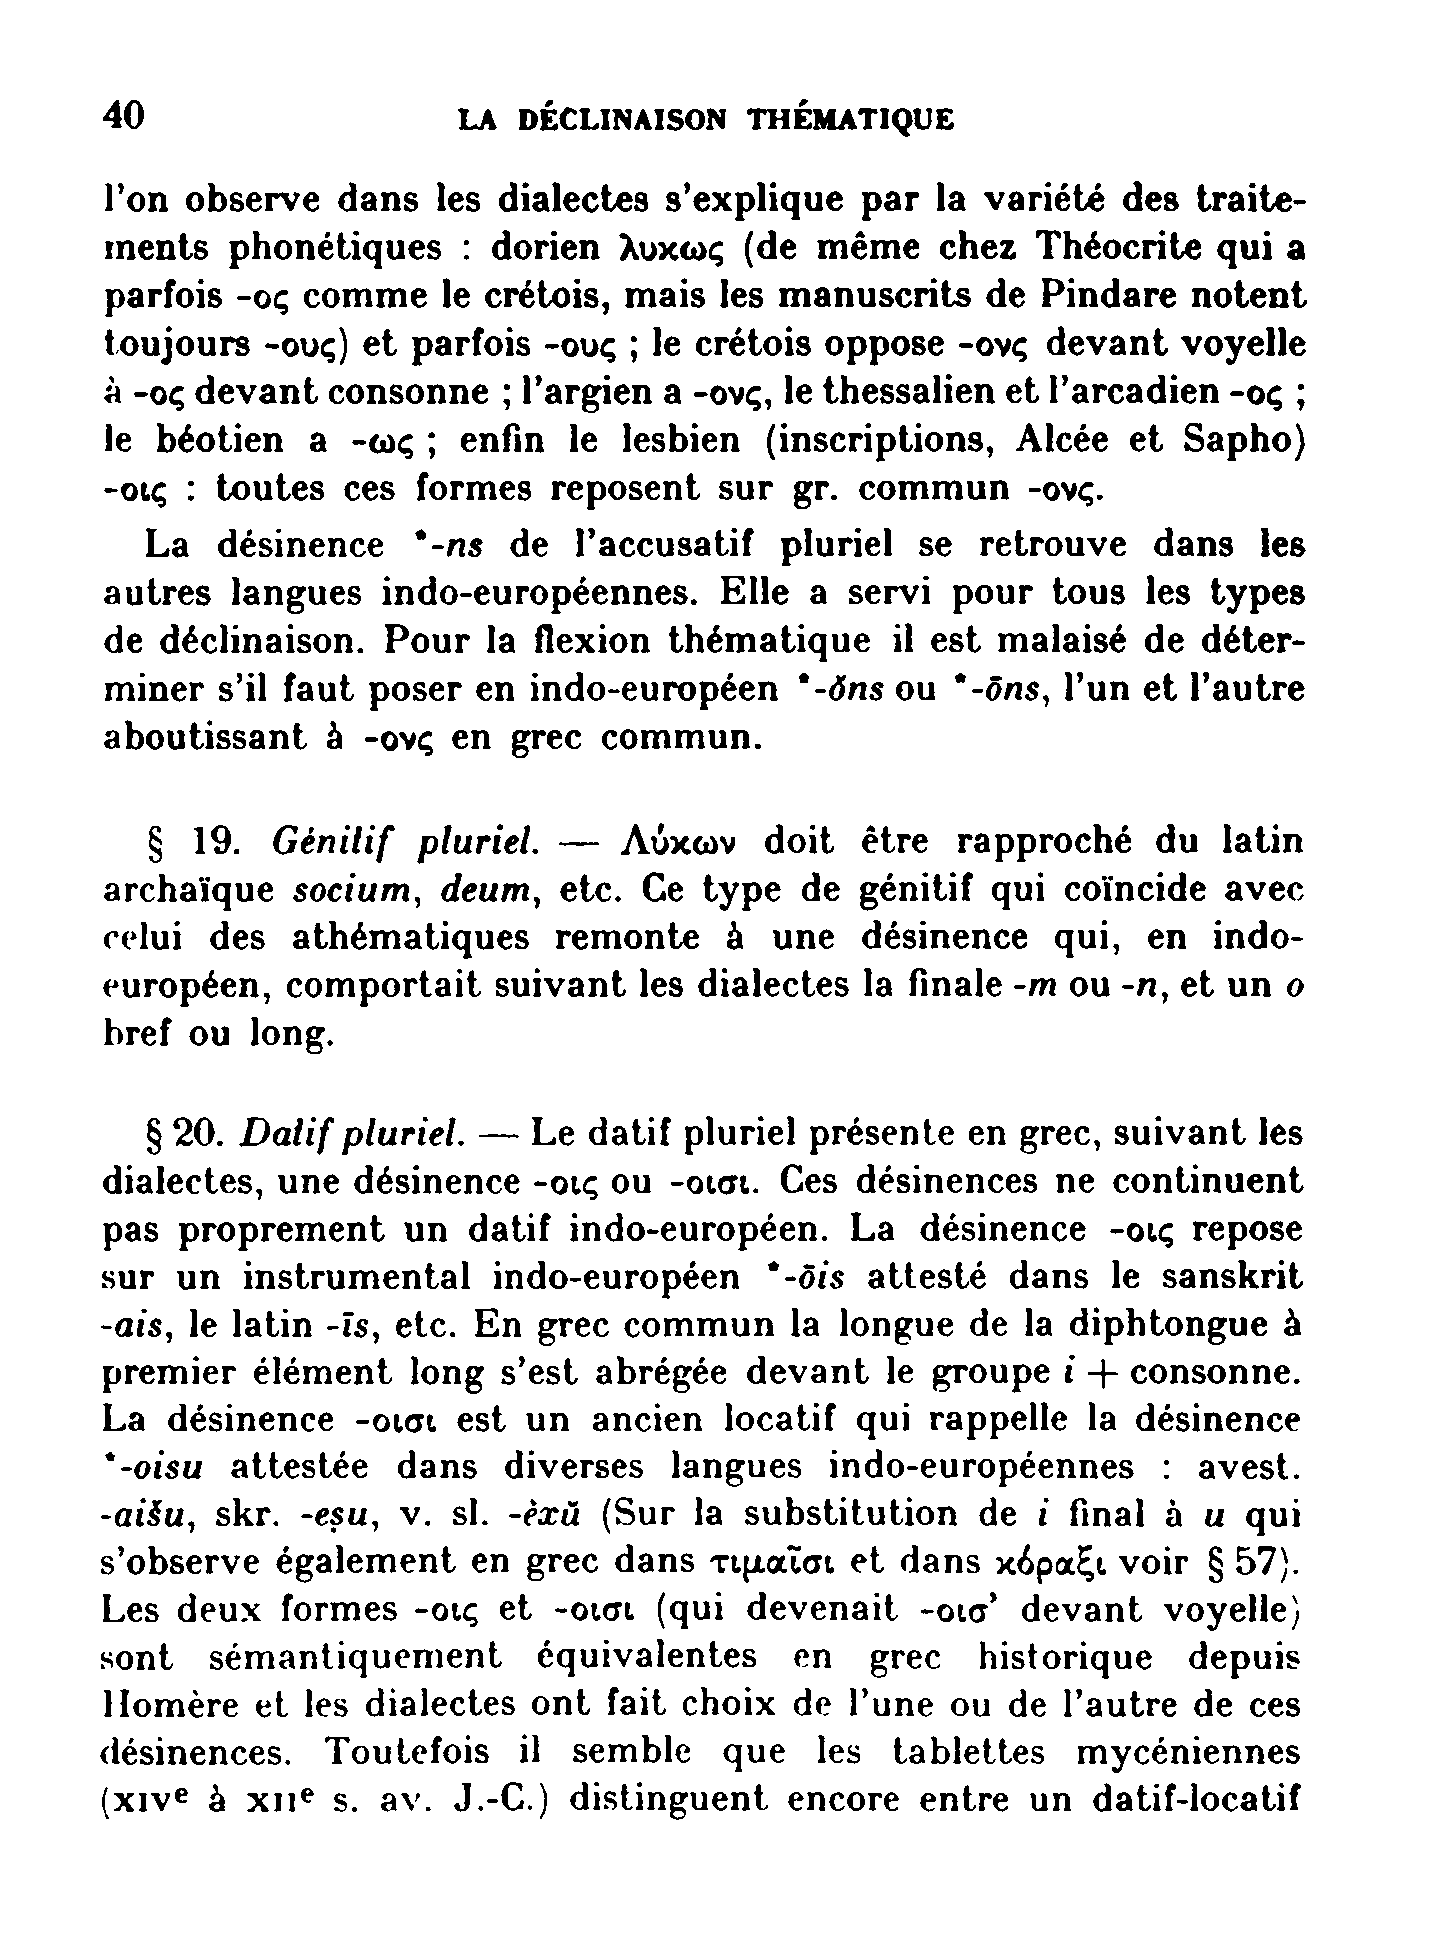 40 LA DÉCLINAISON THÉMATIQUE
l'on observe dans les dialectes s'explique par la variété des traite-
ments phonétiques : dorien λυκως (de même chez Théocrite qui a
parfois -ος comme le crétois, mais les manuscrits de Pindare notent
toujours -ους) et parfois -ους ; le crétois oppose -ονς devant voyelle
à -ος devant consonne ; l'argien a -ονς, le thessalien et l'arcadien -ος ;
le béotien a -ως ; enfin le lesbien (inscriptions, Alcée et Sapho)
-οις : toutes ces formes reposent sur gr. commun -ονς.
La désinence *-ns de l'accusatif pluriel se retrouve dans les
autres langues indo-européennes. Elle a servi pour tous les types
de déclinaison. Pour la flexion thématique il est malaisé de déter-
miner s'il faut poser en indo-européen *-ŏns ou *-ōns, l'un et l'autre
aboutissant à -ονς en grec commun.
§ 19. Génitif pluriel. — Λύκων doit être rapproché du latin
archaïque socium, deum, etc. Ce type de génitif qui coïncide avec
celui des athématiques remonte à une désinence qui, en indo-
européen, comportait suivant les dialectes la finale -m ou -n, et un o
bref ou long.
§ 20. Datif pluriel. — Le datif pluriel présente en grec, suivant les
dialectes, une désinence -οις ou -οισι. Ces désinences ne continuent
pas proprement un datif indo-européen. La désinence -οις repose
sur un instrumental indo-européen *-ōis attesté dans le sanskrit
-ais, le latin -īs, etc. En grec commun la longue de la diphtongue à
premier élément long s'est abrégée devant le groupe i + consonne.
La désinence -οισι est un ancien locatif qui rappelle la désinence
*-oisu attestée dans diverses langues indo-européennes : avest.
-aišu, skr. -eṣu, v. sl. -ěxŭ (Sur la substitution de i final à u qui
s'observe également en grec dans τιμαῖσι et dans κόραξι voir § 57).
Les deux formes -οις et -οισι (qui devenait -οισ' devant voyelle)
sont sémantiquement équivalentes en grec historique depuis
Homère et les dialectes ont fait choix de l'une ou de l'autre de ces
désinences. Toutefois il semble que les tablettes mycéniennes
(XIVe à XIIe s. av. J.-C.) distinguent encore entre un datif-locatif